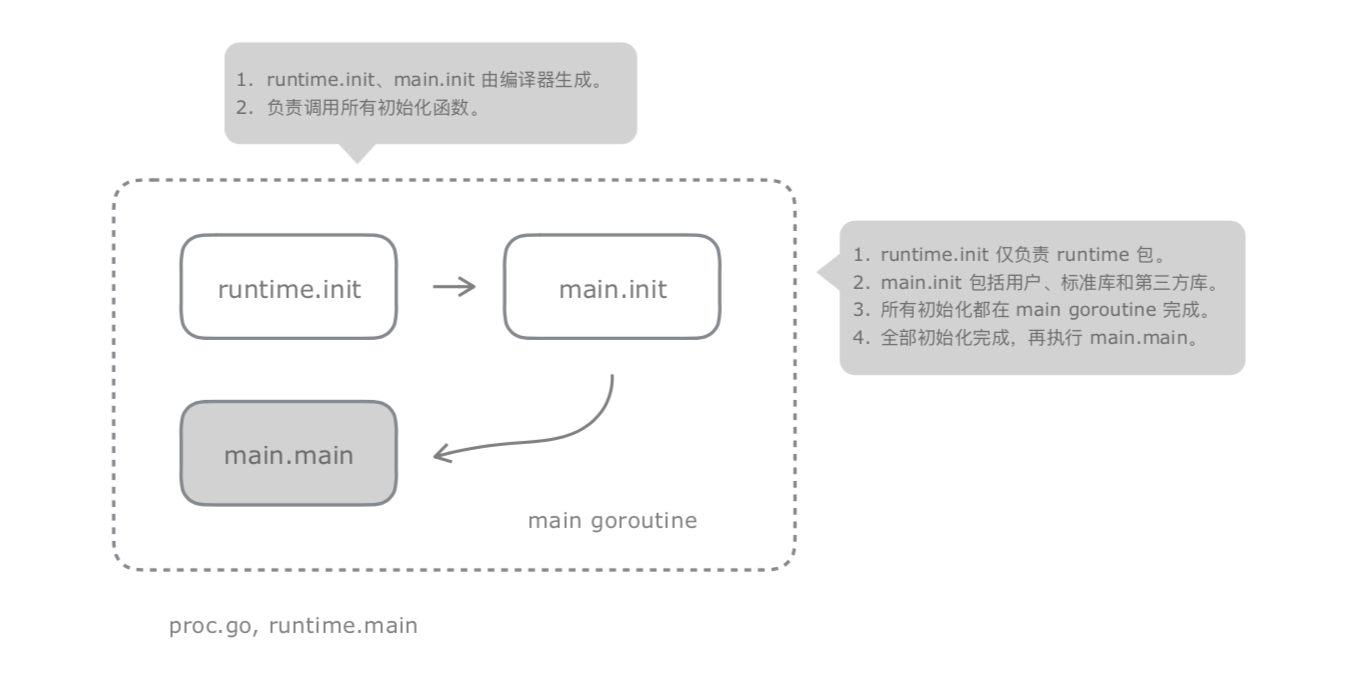 1. runtime.init、main.init 由编译器生成。
2. 负责调用所有初始化函数。
runtime.init
main.init
1. runtime.init 仅负责 runtime 包。
2. main.init 包括用户、标准库和第三方库。
3. 所有初始化都在 main goroutine 完成。
4. 全部初始化完成，再执行 main.main。
main.main
main goroutine
proc.go, runtime.main